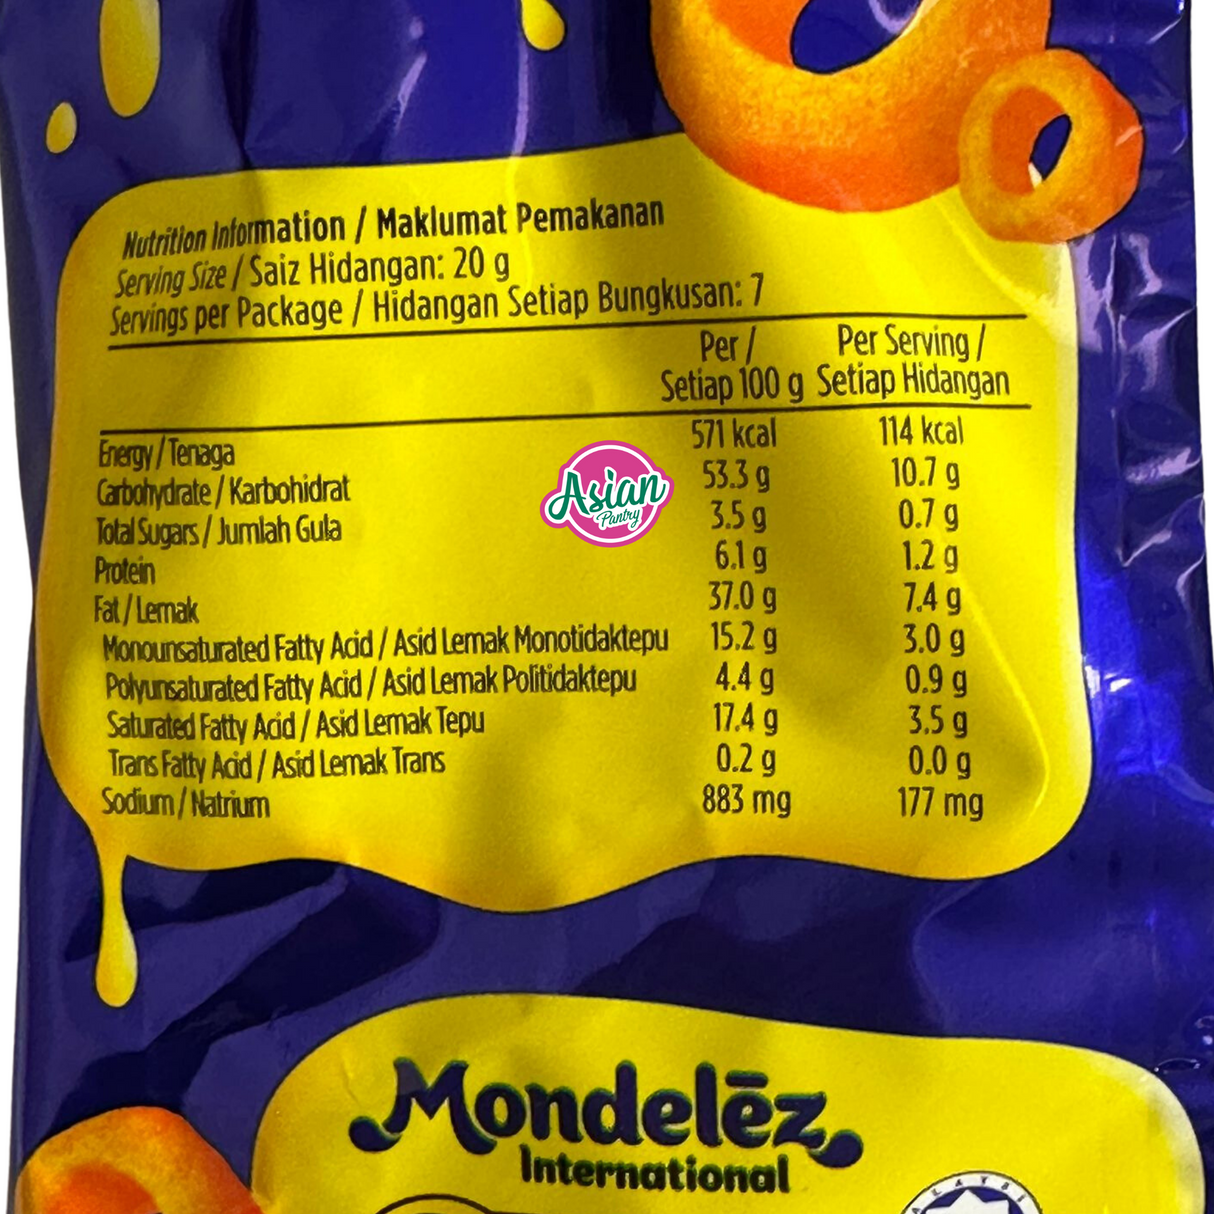 Nutrition Information / Maklumat Pemakanan
Serving Size / Saiz Hidangan: 20 g
Servings per Package / Hidangan Setiap Bungkusan: 7
Per / Per Serving /
Setiap 100 g Setiap Hidangan
Energy / Tenaga 571 kcal 114 kcal
Carbohydrate / Karbohidrat 53.3 g 10.7 g
Total Sugars / Jumlah Gula 3.5 g 0.7 g
Protein 6.1 g 1.2 g
Fat / Lemak 37.0 g 7.4 g
Monounsaturated Fatty Acid / Asid Lemak Monotidaktepu 15.2 g 3.0 g
Polyunsaturated Fatty Acid / Asid Lemak Politidaktepu 4.4 g 0.9 g
Saturated Fatty Acid / Asid Lemak Tepu 17.4 g 3.5 g
Trans Fatty Acid / Asid Lemak Trans 0.2 g 0.0 g
Sodium / Natrium 883 mg 177 mg
Asian
Pantry
Mondelēz
International